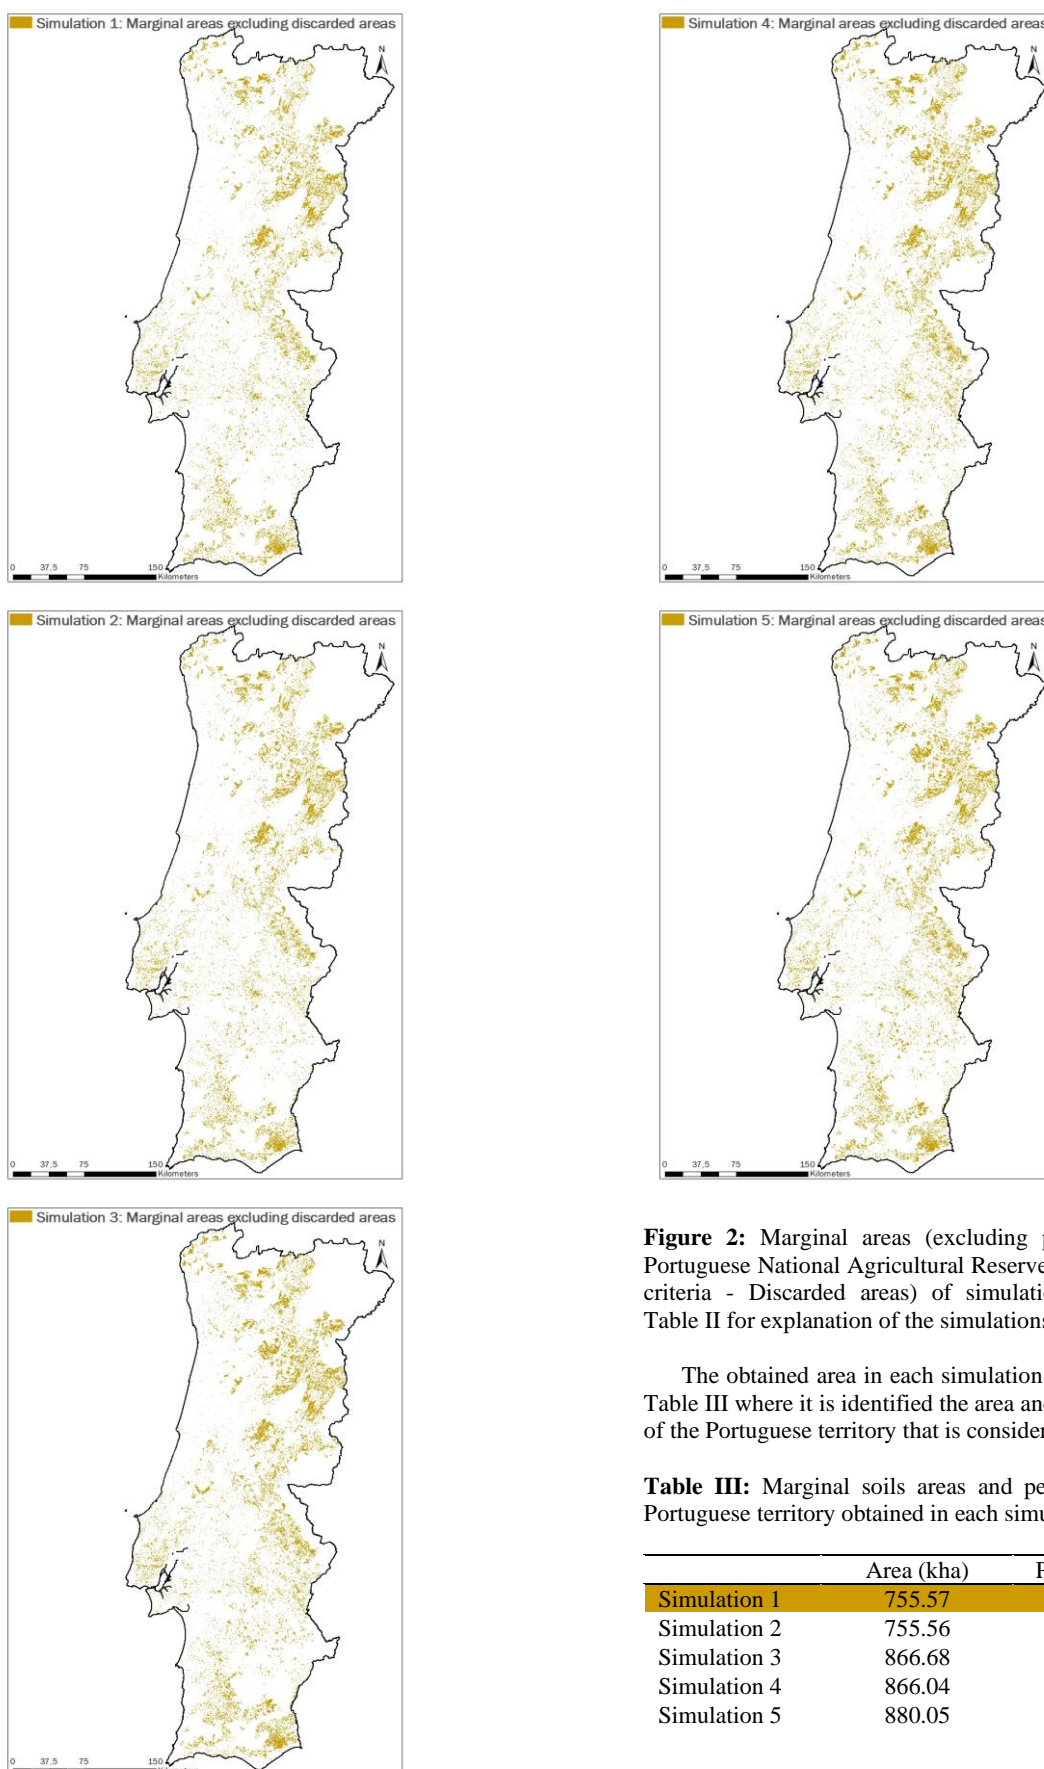 Simulation 1: Marginal areas excluding discarded areas
N
0 37,5 75 150
Kilometers
Simulation 2: Marginal areas excluding discarded areas
N
0 37,5 75 150
Kilometers
Simulation 3: Marginal areas excluding discarded areas
N
0 37,5 75 150
Simulation 4: Marginal areas excluding discarded areas
N
0 37,5 75 150
Kilometers
Simulation 5: Marginal areas excluding discarded areas
N
0 37,5 75 150
Kilometers
Figure 2: Marginal areas (excluding
Portuguese National Agricultural Reserve
criteria - Discarded areas) of
Table II for explanation of the simulations
The obtained area in each simulation
Table III where it is identified the area
of the Portuguese territory that is
Table III: Marginal soils areas and
Portuguese territory obtained in each
Area (kha)
Simulation 1 755.57
Simulation 2 755.56
Simulation 3 866.68
Simulation 4 866.04
Simulation 5 880.05